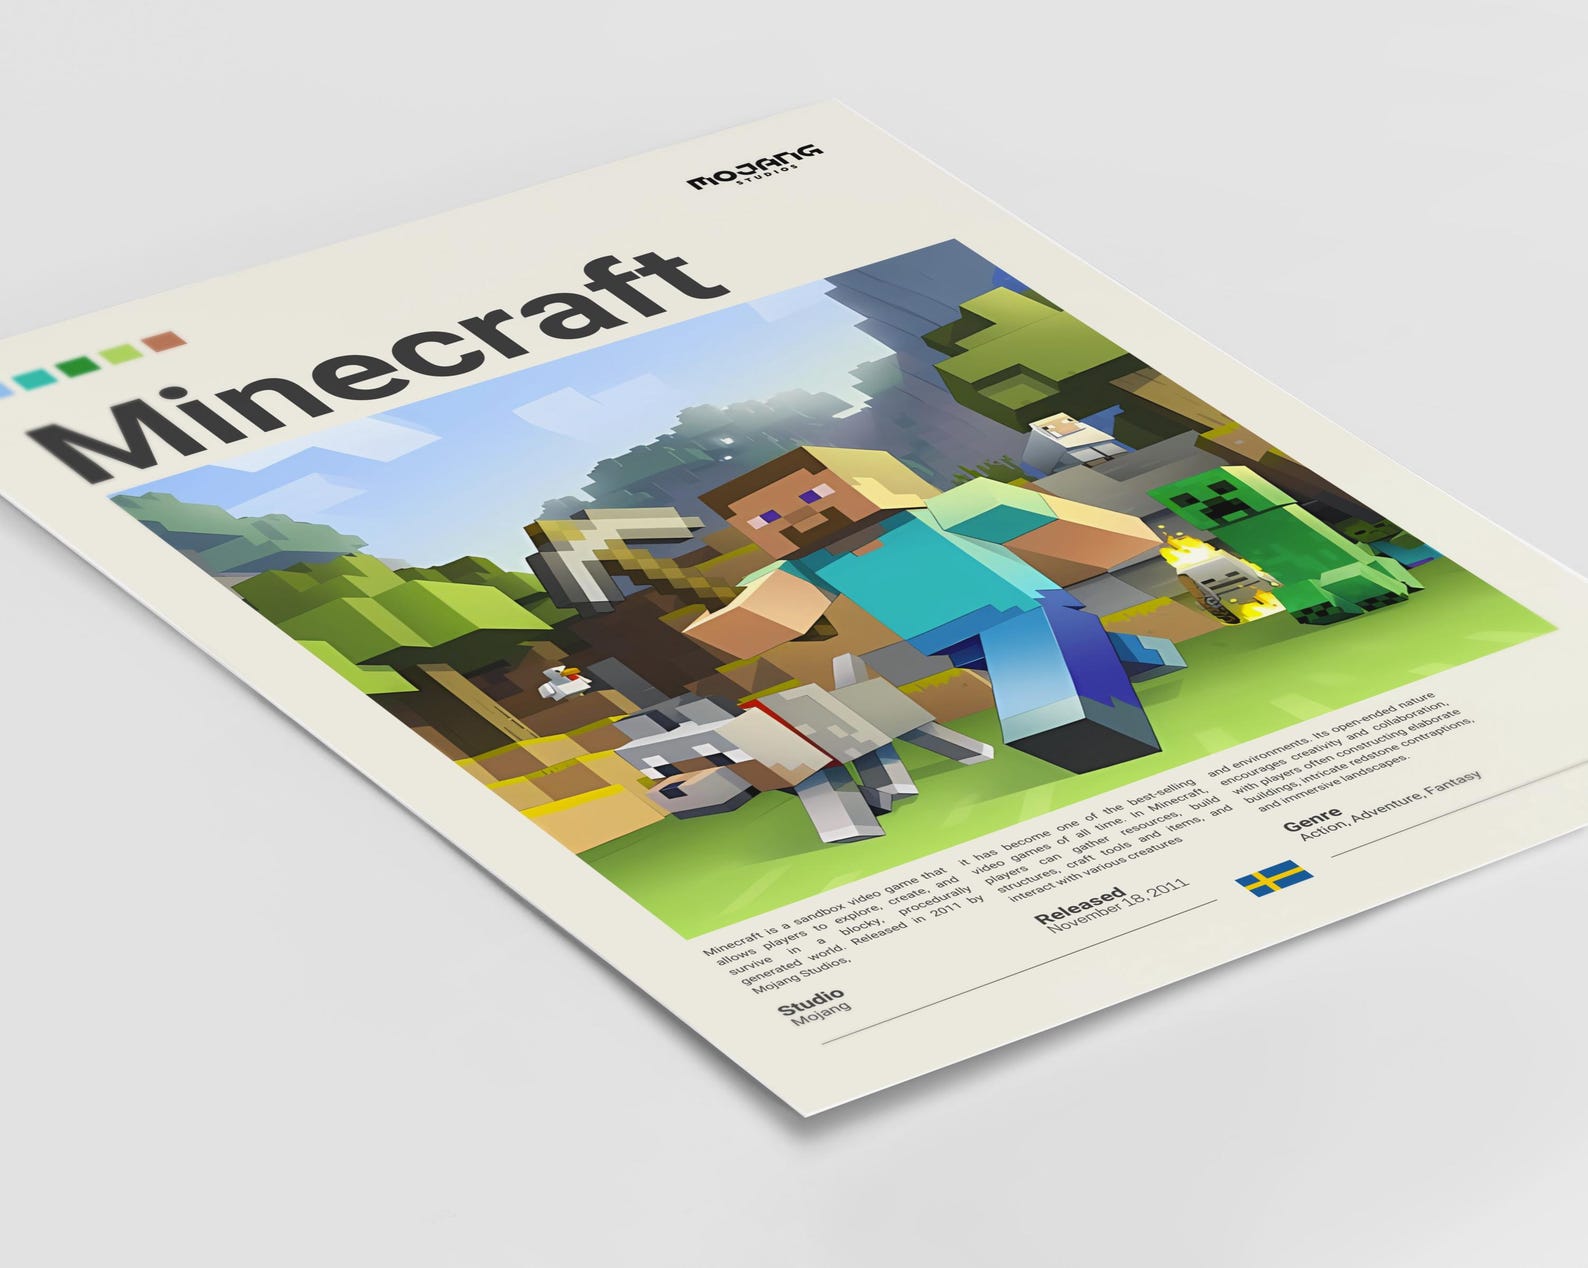 MOJANG
STUDIOS
Minecraft
Minecraft is a sandbox video game that
allows players to explore, create, and
survive in a blocky, procedurally
generated world. Released in 2011 by
Mojang Studios,
it has become one of the best-selling
video games of all time. In Minecraft,
players can gather resources, build
structures, craft tools and items, and
interact with various creatures
and environments. Its open-ended nature
encourages creativity and collaboration,
with players often constructing elaborate
buildings, intricate redstone contraptions,
and immersive landscapes.
Studio
Mojang
Released
November 18, 2011
Genre
Action, Adventure, Fantasy